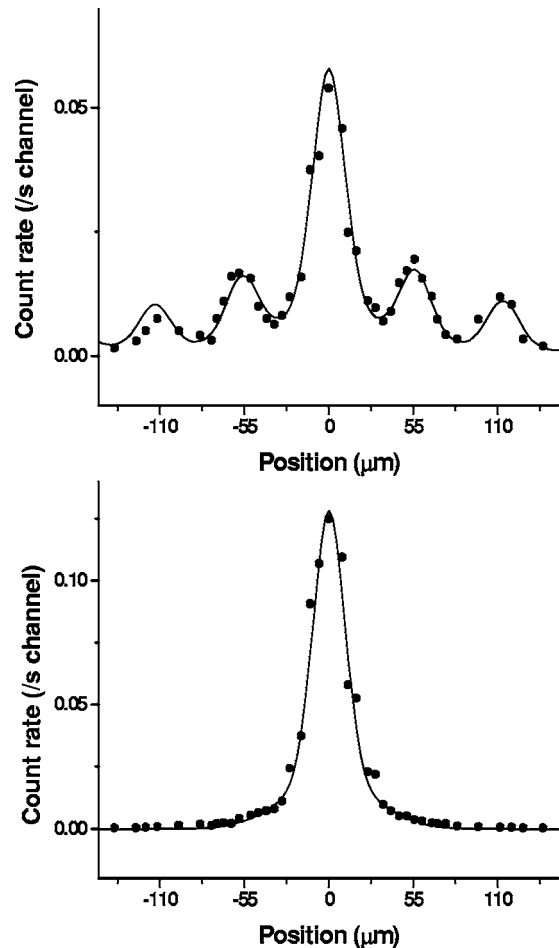 Count rate (/s channel)
0.05
0.00
-110 -55 0 55 110
Position (μm)
Count rate (/s channel)
0.10
0.05
0.00
-110 -55 0 55 110
Position (μm)